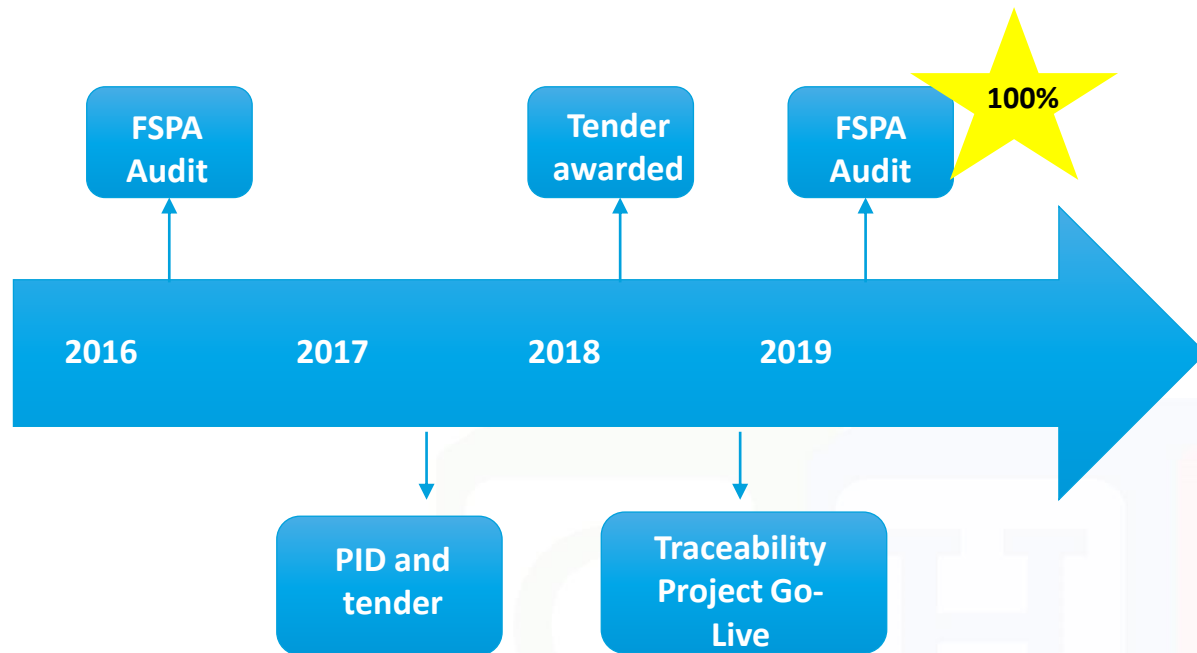 FSPA
Audit
Tender
awarded
FSPA
Audit
100%
2016
2017
2018
2019
PID and
tender
Traceability
Project Go-
Live